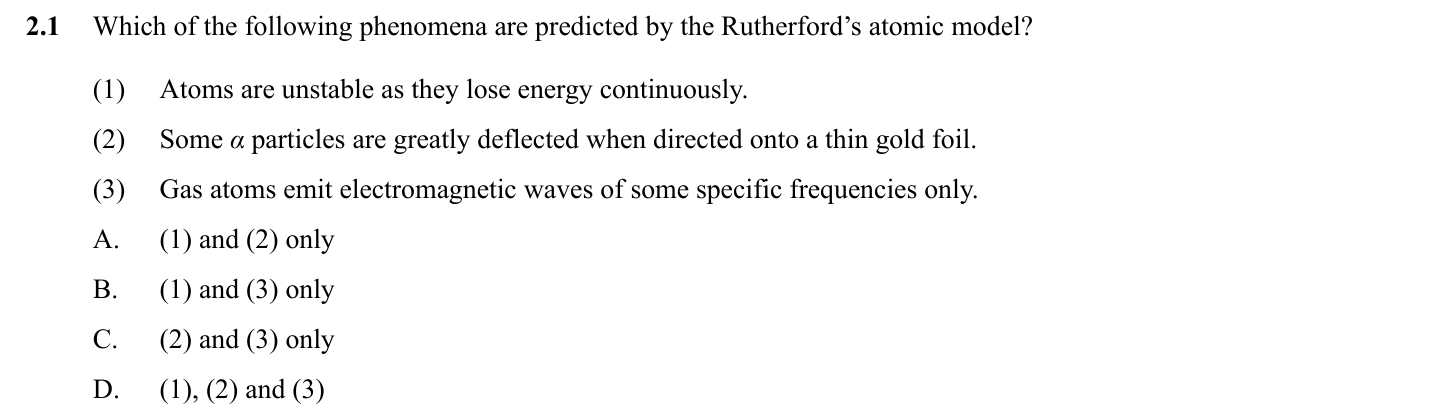 2.1 Which of the following phenomena are predicted by the Rutherford’s atomic model?
(1) Atoms are unstable as they lose energy continuously.
(2) Some α particles are greatly deflected when directed onto a thin gold foil.
(3) Gas atoms emit electromagnetic waves of some specific frequencies only.
A. (1) and (2) only
B. (1) and (3) only
C. (2) and (3) only
D. (1), (2) and (3)